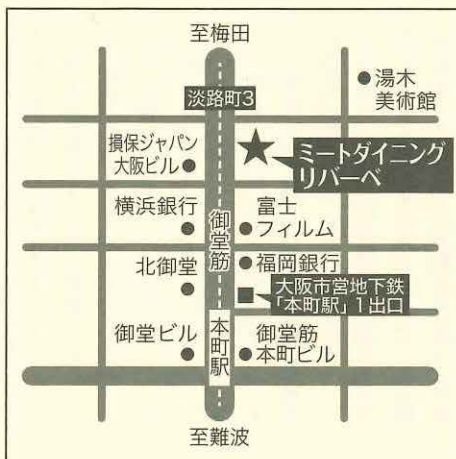 至梅田
淡路町3
湯木
美術館
損保ジャパン
大阪ビル
ミートダイニング
リバーベ
横浜銀行
御堂筋
富士
フィルム
北御堂
福岡銀行
大阪市営地下鉄
「本町駅」1出口
御堂ビル
本町駅
御堂筋
本町ビル
至難波